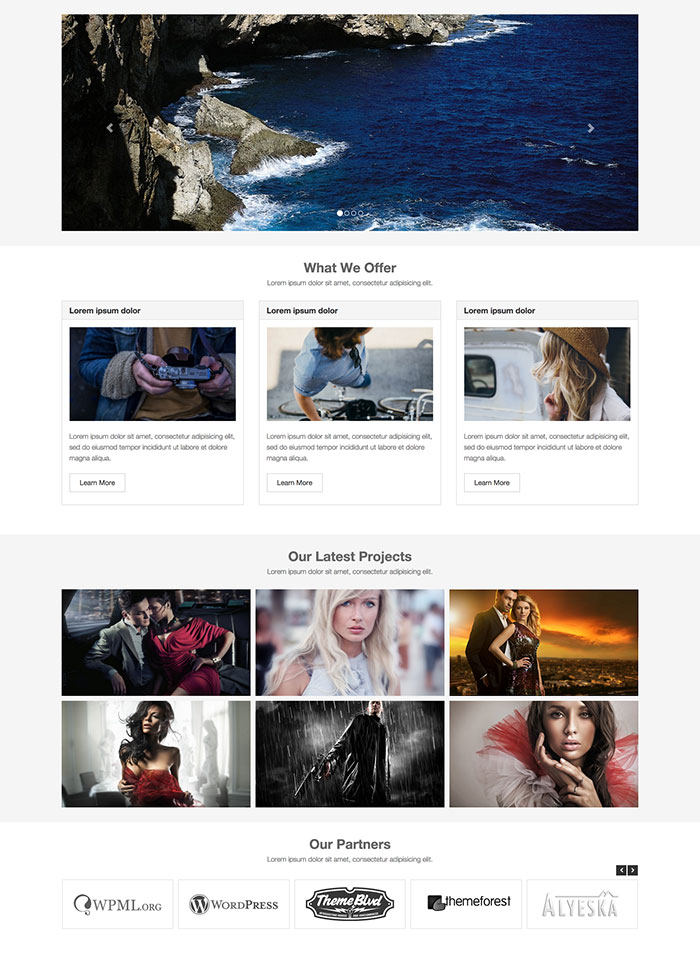 What We Offer
Lorem ipsum dolor sit amet, consectetur adipisicing elit.
Lorem ipsum dolor
Lorem ipsum dolor sit amet, consectetur adipisicing elit,
sed do eiusmod tempor incididunt ut labore et dolore
magna aliqua.
Learn More
Lorem ipsum dolor
Lorem ipsum dolor sit amet, consectetur adipisicing elit,
sed do eiusmod tempor incididunt ut labore et dolore
magna aliqua.
Learn More
Lorem ipsum dolor
Lorem ipsum dolor sit amet, consectetur adipisicing elit,
sed do eiusmod tempor incididunt ut labore et dolore
magna aliqua.
Learn More
Our Latest Projects
Lorem ipsum dolor sit amet, consectetur adipisicing elit.
Our Partners
Lorem ipsum dolor sit amet, consectetur adipisicing elit.
WPML.ORG
WORDPRESS
ThemeBlvd
themeforest
ALYESKA